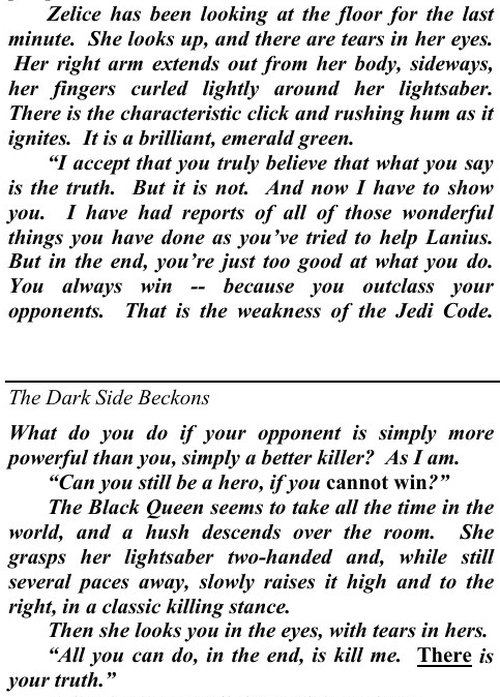 Zelice has been looking at the floor for the last
minute. She looks up, and there are tears in her eyes.
Her right arm extends out from her body, sideways,
her fingers curled lightly around her lightsaber.
There is the characteristic click and rushing hum as it
ignites. It is a brilliant, emerald green.
“I accept that you truly believe that what you say
is the truth. But it is not. And now I have to show
you. I have had reports of all of those wonderful
things you have done as you’ve tried to help Lanius.
But in the end, you’re just too good at what you do.
You always win -- because you outclass your
opponents. That is the weakness of the Jedi Code.
The Dark Side Beckons
What do you do if your opponent is simply more
powerful than you, simply a better killer? As I am.
“Can you still be a hero, if you cannot win?”
The Black Queen seems to take all the time in the
world, and a hush descends over the room. She
grasps her lightsaber two-handed and, while still
several paces away, slowly raises it high and to the
right, in a classic killing stance.
Then she looks you in the eyes, with tears in hers.
“All you can do, in the end, is kill me. There is
your truth.”